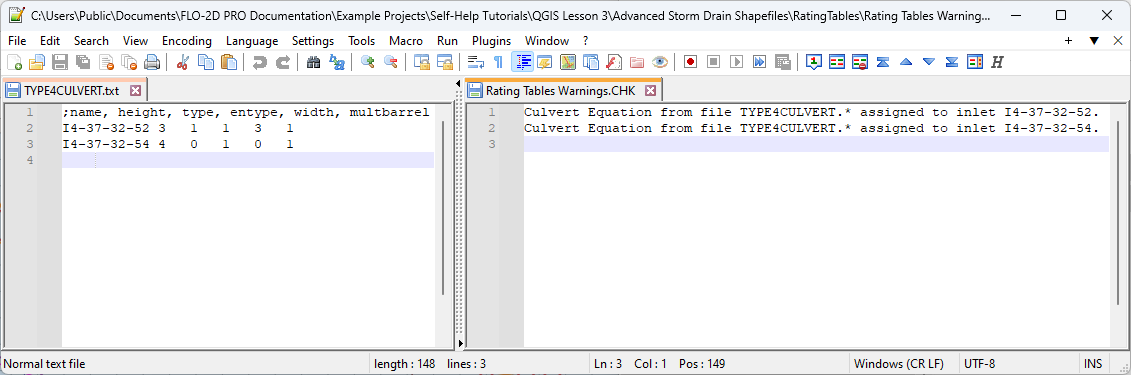 C:\Users\Public\Documents\FLO-2D PRO Documentation\Example Projects\Self-Help Tutorials\QGIS Lesson 3\Advanced Storm Drain Shapefiles\RatingTables\Rating Tables Warning...
File Edit Search View Encoding Language Settings Tools Macro Run Plugins Window ?
TYPE4CULVERT.txt
1 ;name, height, type, entype, width, multbarrel
2 I4-37-32-52 3 1 1 3 1
3 I4-37-32-54 4 0 1 0 1
4
Rating Tables Warnings.CHK
1 Culvert Equation from file TYPE4CULVERT.* assigned to inlet I4-37-32-52.
2 Culvert Equation from file TYPE4CULVERT.* assigned to inlet I4-37-32-54.
3
Normal text file length : 148 lines : 3 Ln : 3 Col : 1 Pos : 149 Windows (CR LF) UTF-8 INS